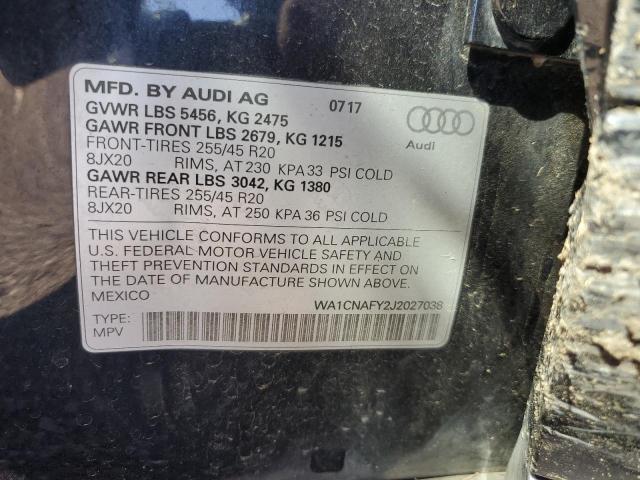 MFD. BY AUDI AG 07 17
GVWR LBS 5456, KG 2475
GAWR FRONT LBS 2679, KG 1215
FRONT-TIRES 255/45 R20
8JX20 RIMS, AT 230 KPA 33 PSI COLD
GAWR REAR LBS 3042, KG 1380
REAR-TIRES 255/45 R20
8JX20 RIMS, AT 250 KPA 36 PSI COLD
Audi
THIS VEHICLE CONFORMS TO ALL APPLICABLE
U.S. FEDERAL MOTOR VEHICLE SAFETY AND
THEFT PREVENTION STANDARDS IN EFFECT ON
THE DATE OF MANUFACTURE SHOWN ABOVE.
MEXICO WA1CNAFY2J2027038
TYPE:
MPV